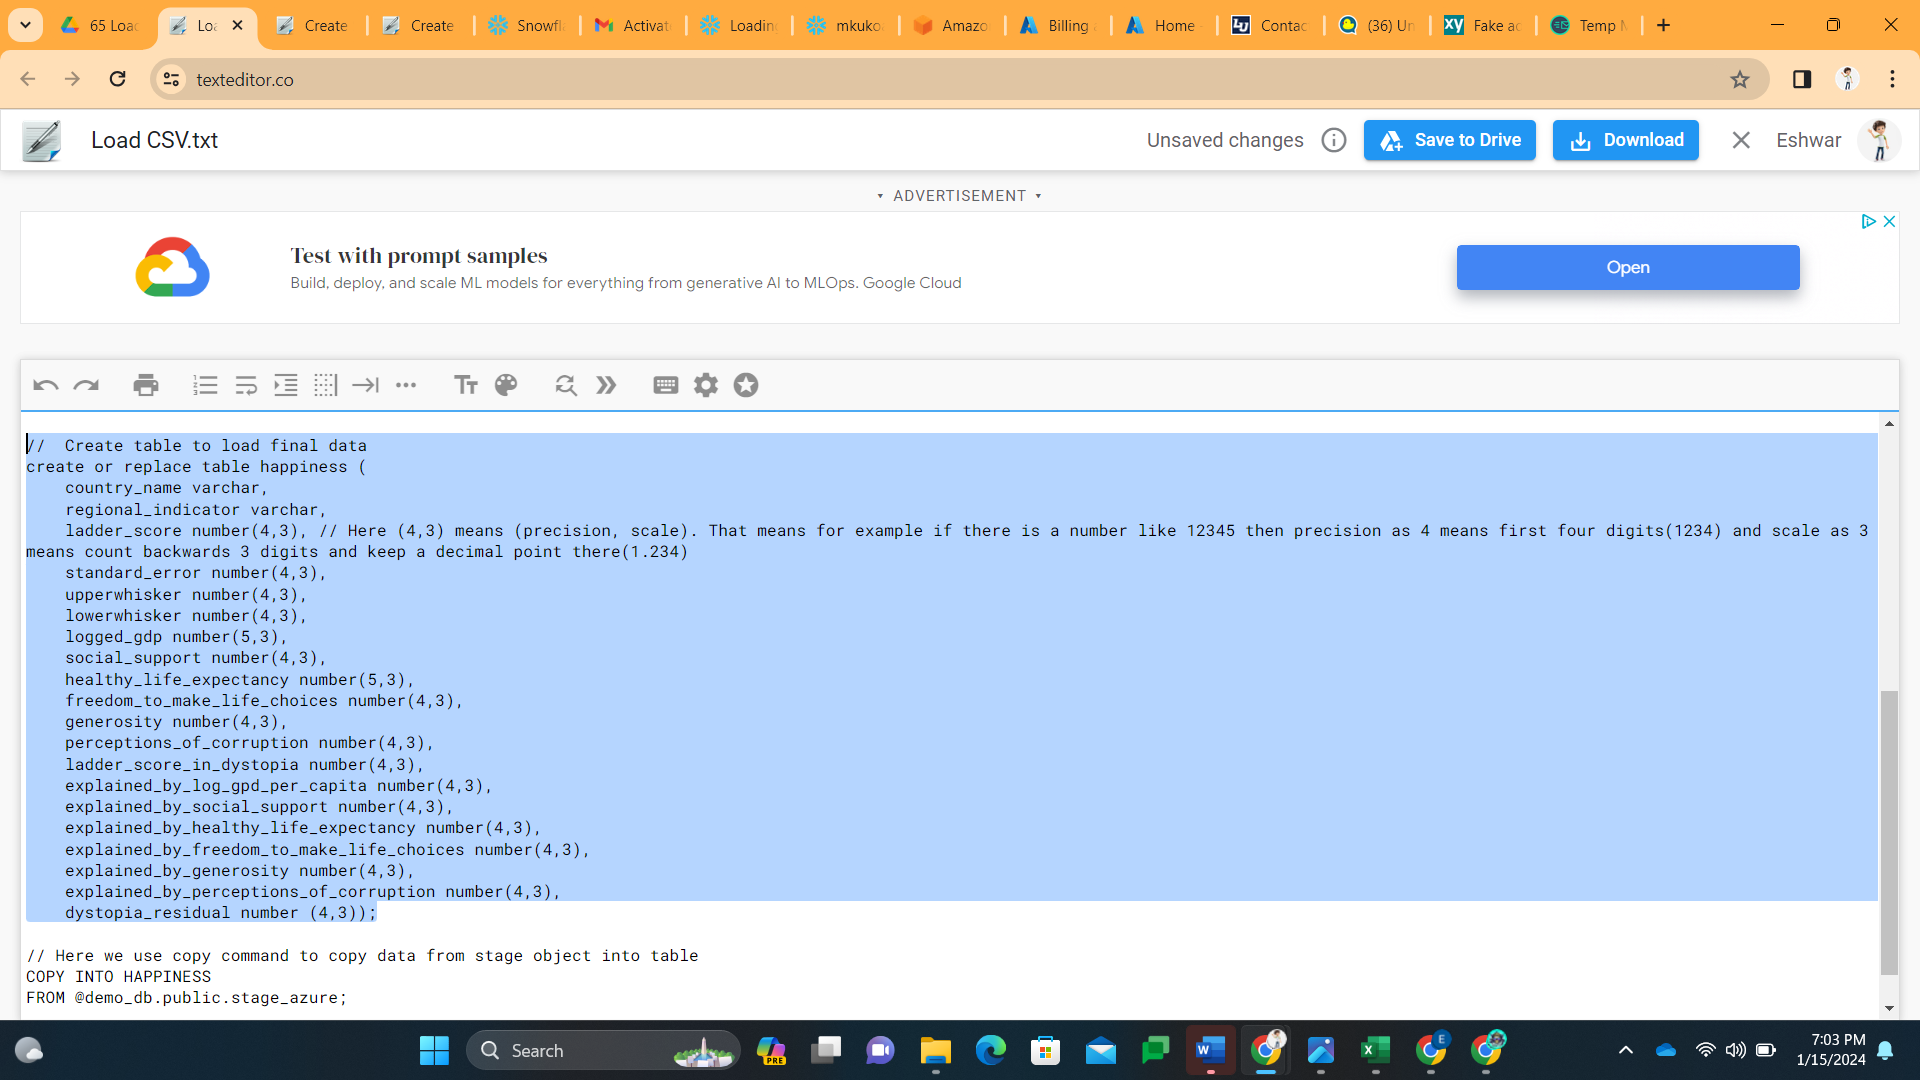 65 Load
Loa
Create
Create
Snowfl
Activat
Loading
mkuko
Amazo
Billing
Home
Contac
(36) Un
Fake ac
Temp M
texteditor.co
Load CSV.txt
Unsaved changes
Save to Drive
Download
Eshwar
ADVERTISEMENT
Test with prompt samples
Build, deploy, and scale ML models for everything from generative AI to MLOps. Google Cloud
Open
//  Create table to load final data
create or replace table happiness (
    country_name varchar,
    regional_indicator varchar,
    ladder_score number(4,3), // Here (4,3) means (precision, scale). That means for example if there is a number like 12345 then precision as 4 means first four digits(1234) and scale as 3
means count backwards 3 digits and keep a decimal point there(1.234)
    standard_error number(4,3),
    upperwhisker number(4,3),
    lowerwhisker number(4,3),
    logged_gdp number(5,3),
    social_support number(4,3),
    healthy_life_expectancy number(5,3),
    freedom_to_make_life_choices number(4,3),
    generosity number(4,3),
    perceptions_of_corruption number(4,3),
    ladder_score_in_dystopia number(4,3),
    explained_by_log_gpd_per_capita number(4,3),
    explained_by_social_support number(4,3),
    explained_by_healthy_life_expectancy number(4,3),
    explained_by_freedom_to_make_life_choices number(4,3),
    explained_by_generosity number(4,3),
    explained_by_perceptions_of_corruption number(4,3),
    dystopia_residual number (4,3));
// Here we use copy command to copy data from stage object into table
COPY INTO HAPPINESS
FROM @demo_db.public.stage_azure;
Search
PRE
7:03 PM
1/15/2024